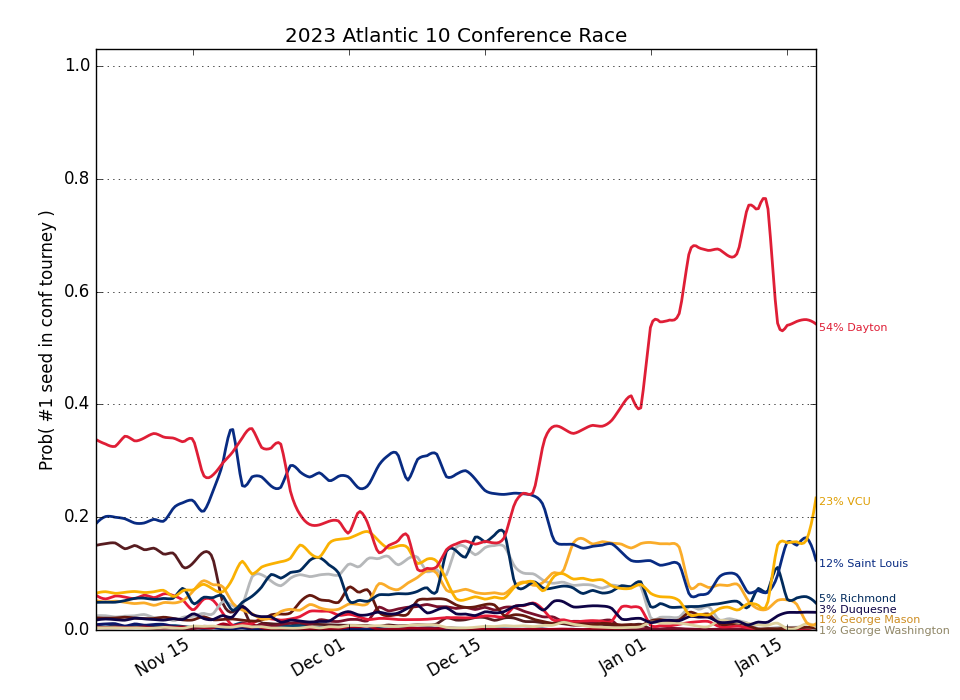 2023 Atlantic 10 Conference Race
Prob( #1 seed in conf tourney )
1.0
0.8
0.6
0.4
0.2
0.0
Nov 15
Dec 01
Dec 15
Jan 01
Jan 15
54% Dayton
23% VCU
12% Saint Louis
5% Richmond
3% Duquesne
1% George Mason
1% George Washington